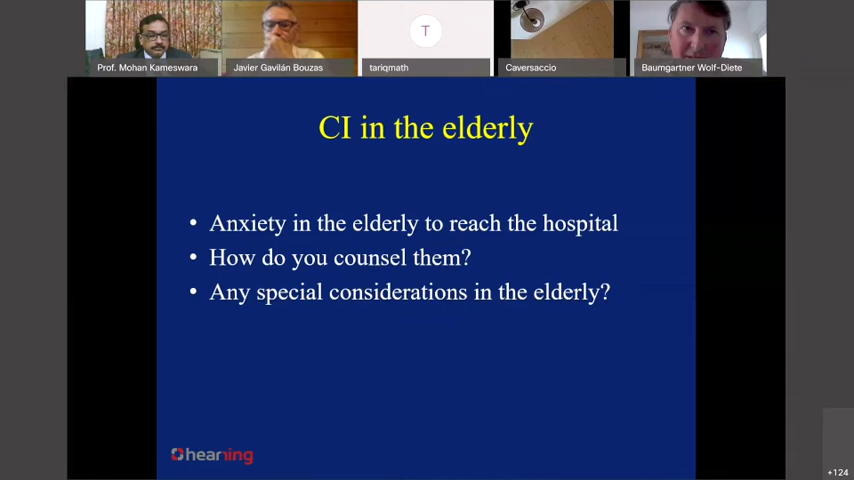 T
Prof. Mohan Kameswara
Javier Gavilán Bouzas
tariqmath
Caversaccio
Baumgartner Wolf-Diete
CI in the elderly
• Anxiety in the elderly to reach the hospital
• How do you counsel them?
• Any special considerations in the elderly?
hearring
+124